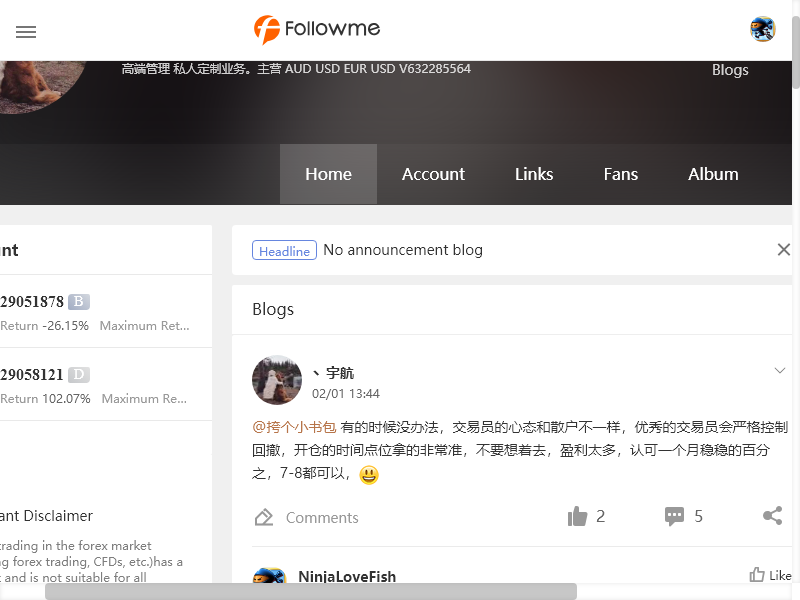 Followme
高端管理 私人定制业务。主营 AUD USD EUR USD V632285564
Blogs
Home Account Links Fans Album
nt
Headline No announcement blog
29051878 B
Return -26.15% Maximum Ret...
29058121 D
Return 102.07% Maximum Re...
ant Disclaimer
trading in the forex market
ng forex trading, CFDs, etc.)has a
and is not suitable for all
Blogs
丶宇航
02/01 13:44
@挎个小书包 有的时候没办法，交易员的心态和散户不一样，优秀的交易员会严格控制
回撤，开仓的时间点位拿的非常准，不要想着去，盈利太多，认可一个月稳稳的百分
之，7-8都可以，😃
Comments 2 5
NinjaLoveFish Like